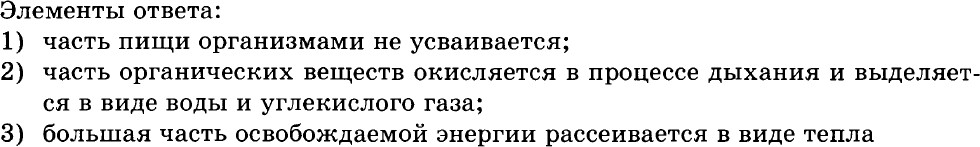 Элементы ответа:
1) часть пищи организмами не усваивается;
2) часть органических веществ окисляется в процессе дыхания и выделяет-
ся в виде воды и углекислого газа;
3) большая часть освобождаемой энергии рассеивается в виде тепла